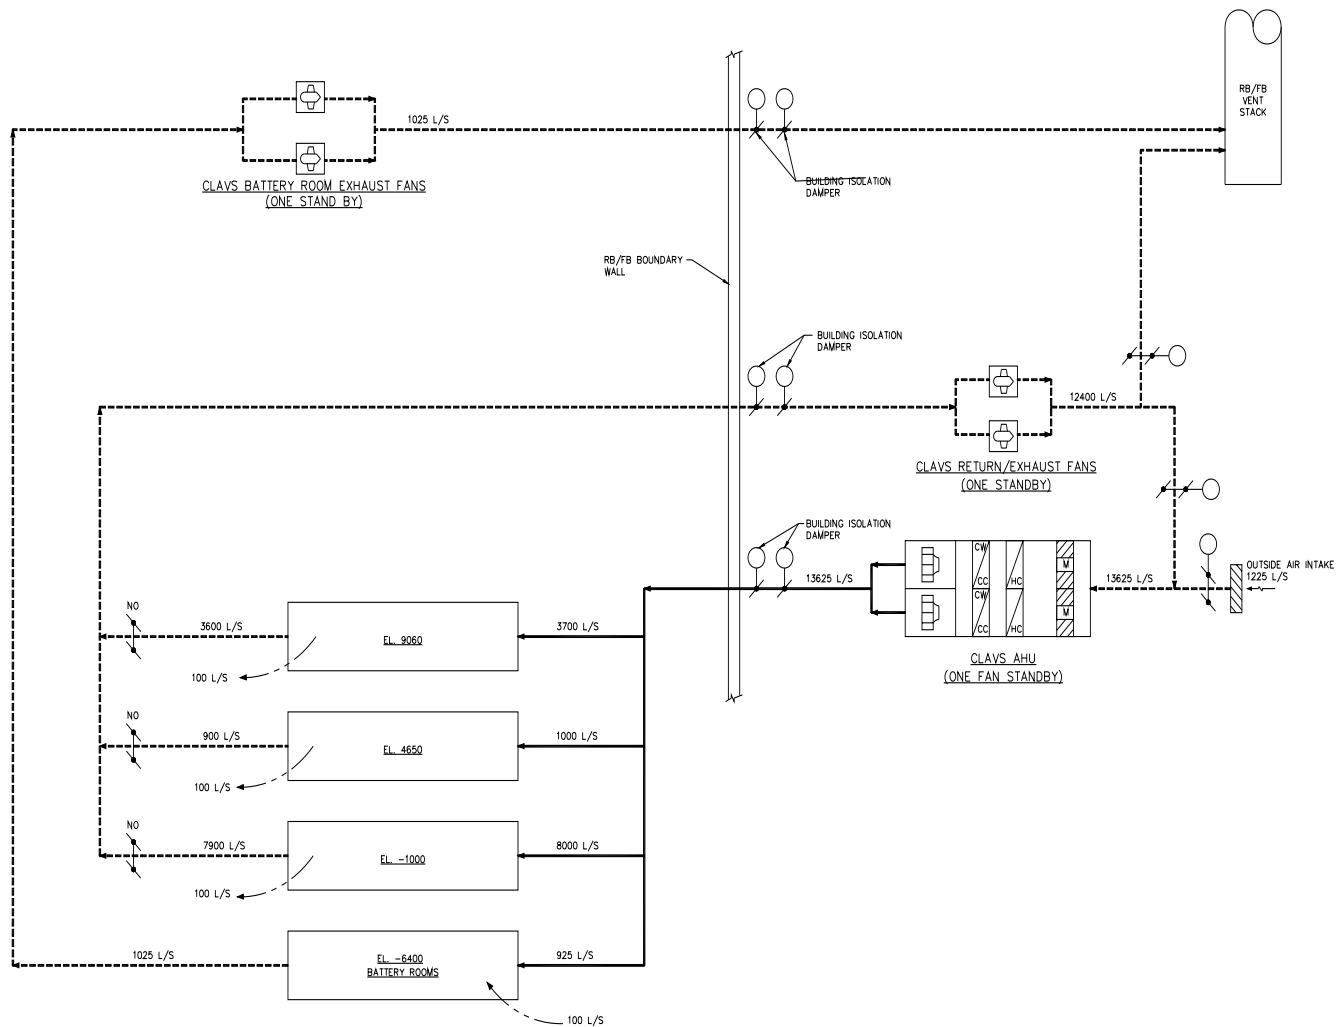 RB/FB
VENT
STACK
1025 L/S
CLAVS BATTERY ROOM EXHAUST FANS
(ONE STAND BY)
BUILDING ISOLATION
DAMPER
RB/FB BOUNDARY
WALL
BUILDING ISOLATION
DAMPER
12400 L/S
CLAVS RETURN/EXHAUST FANS
(ONE STANDBY)
BUILDING ISOLATION
DAMPER
13625 L/S
CW
CC
HC
M
CW
CC
HC
M
13625 L/S
OUTSIDE AIR INTAKE
1225 L/S
CLAVS AHU
(ONE FAN STANDBY)
NO
3600 L/S
EL. 9060
3700 L/S
100 L/S
NO
900 L/S
EL. 4650
1000 L/S
100 L/S
NO
7900 L/S
EL. -1000
8000 L/S
100 L/S
1025 L/S
EL. -6400
BATTERY ROOMS
925 L/S
100 L/S